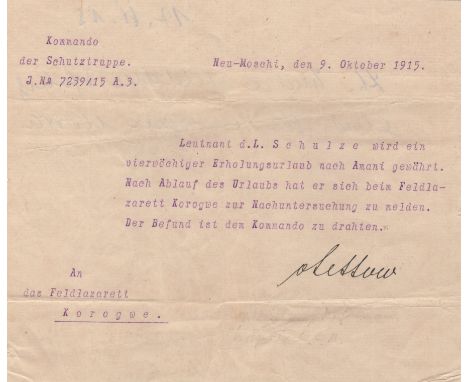 Kommando
der Schutztruppe.
J.No 7239/15 A.3.
Neu-Moschi, den 9. Oktober 1915.
Leutnant d.L. Schulze wird ein
vierwöchiger Erholungsurlaub nach Amani gewährt.
Nach Ablauf des Urlaubs hat er sich beim Feldla-
zarett Korogwe zur Nachuntersuchung zu melden.
Der Befund ist dem Kommando zu drahten.
vLettow
An
das Feldlazarett
Korogwe.